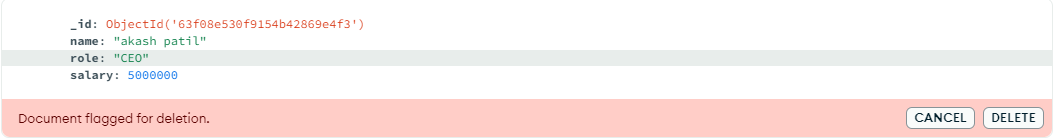 _id: ObjectId('63f08e530f9154b42869e4f3')
name: "akash patil"
role: "CEO"
salary: 5000000
Document flagged for deletion.
CANCEL
DELETE